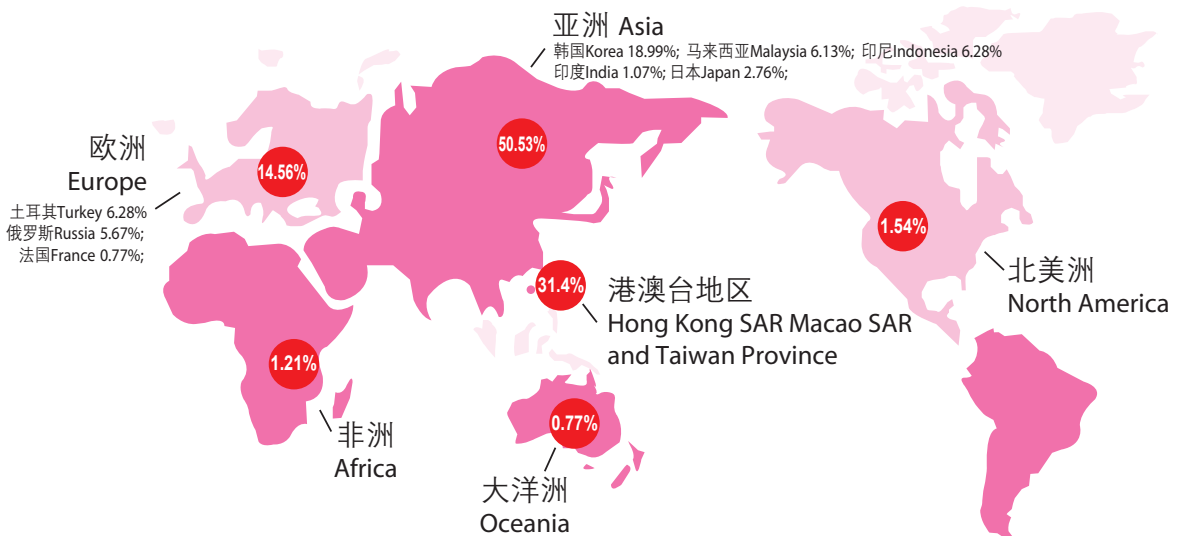 亚洲 Asia
韩国Korea 18.99%; 马来西亚Malaysia 6.13%; 印尼Indonesia 6.28%
印度India 1.07%; 日本Japan 2.76%;
50.53%
欧洲
Europe
14.56%
土耳其Turkey 6.28%
俄罗斯Russia 5.67%;
法国France 0.77%;
1.54%
北美洲
North America
31.4%
港澳台地区
Hong Kong SAR Macao SAR
and Taiwan Province
1.21%
非洲
Africa
0.77%
大洋洲
Oceania